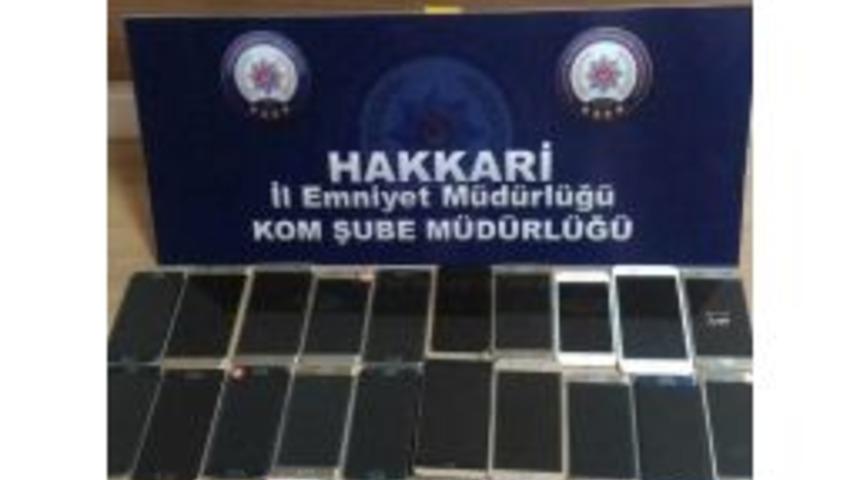 HAKKARİ
İl Emniyet Müdürlüğü
KOM ŞUBE MÜDÜRLÜĞÜ